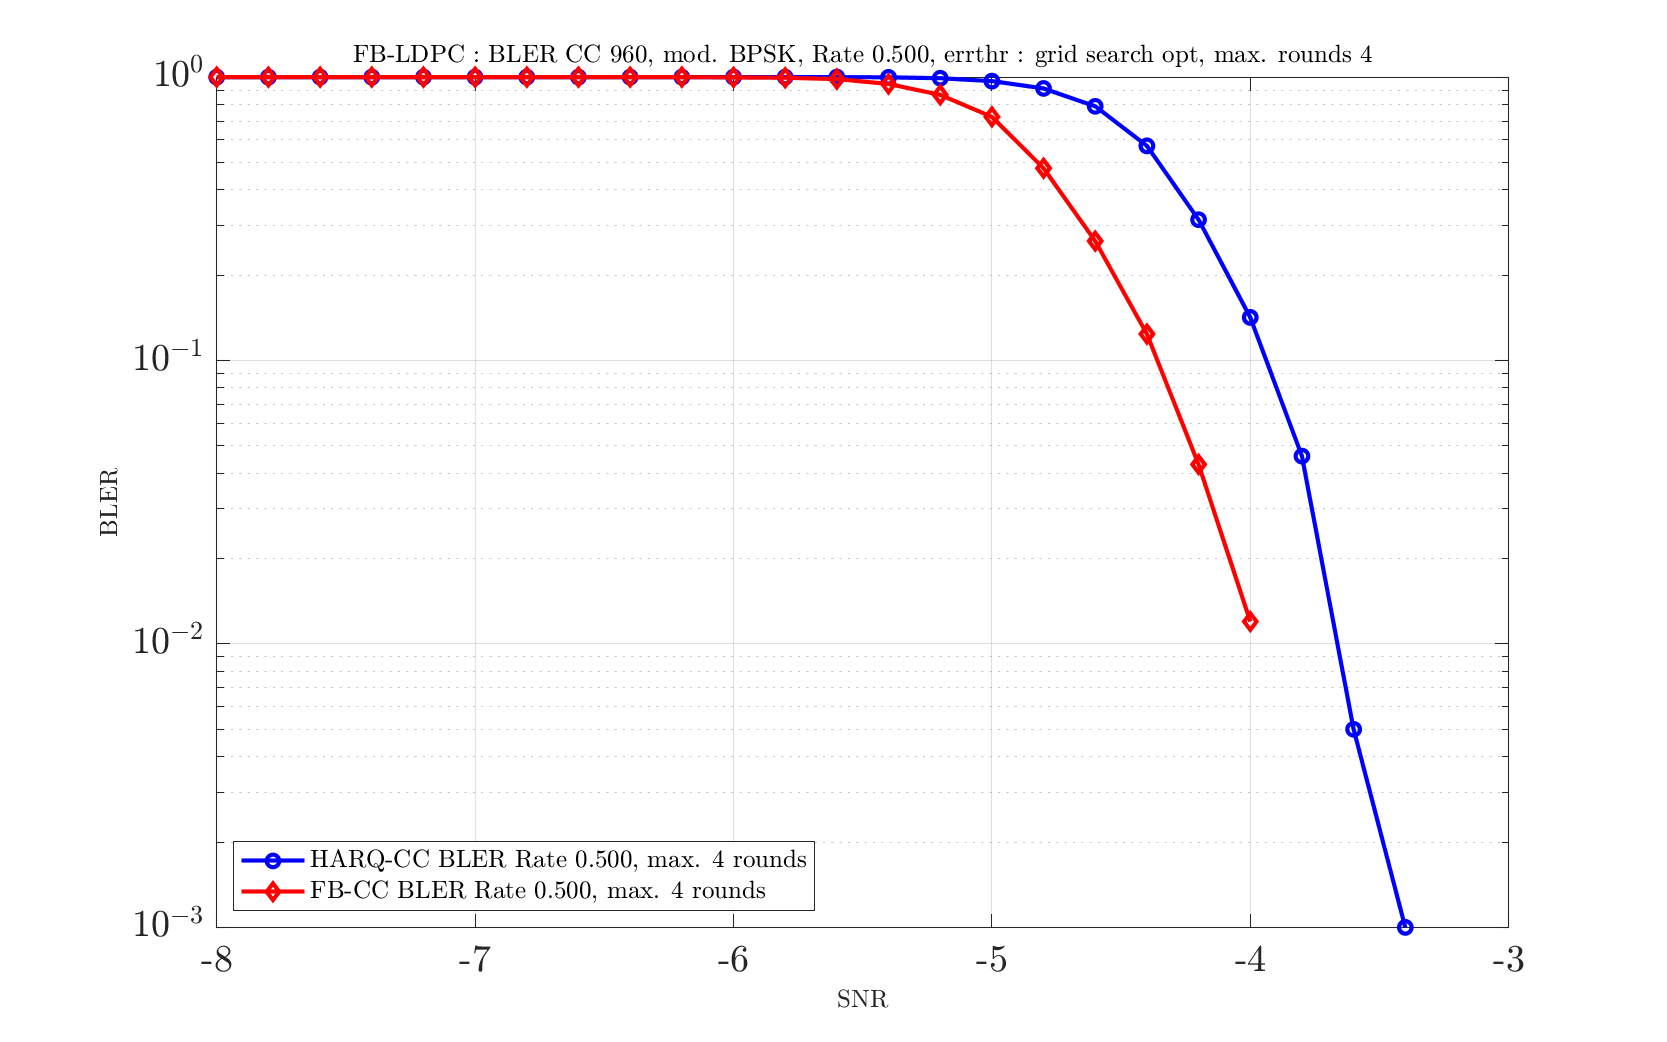 FB-LDPC : BLER CC 960, mod. BPSK, Rate 0.500, errthr : grid search opt, max. rounds 4
10^0
10^-1
10^-2
10^-3
BLER
HARQ-CC BLER Rate 0.500, max. 4 rounds
FB-CC BLER Rate 0.500, max. 4 rounds
-8 -7 -6 -5 -4 -3
SNR